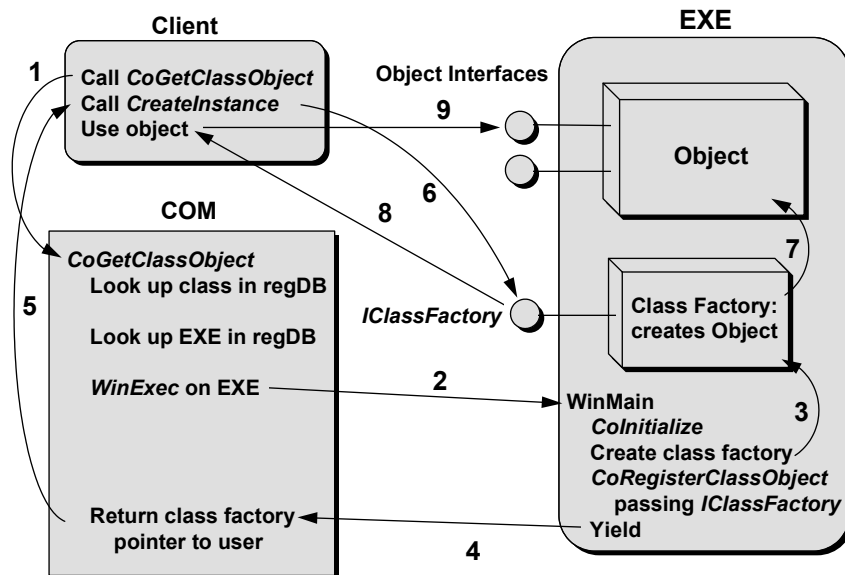 Client
1
Call CoGetClassObject
Call CreateInstance
Use object
Object Interfaces
9
EXE
Object
COM
CoGetClassObject
Look up class in regDB
Look up EXE in regDB
WinExec on EXE
Return class factory
pointer to user
5
8
6
7
IClassFactory
Class Factory:
creates Object
2
3
WinMain
CoInitialize
Create class factory
CoRegisterClassObject
passing IClassFactory
Yield
4